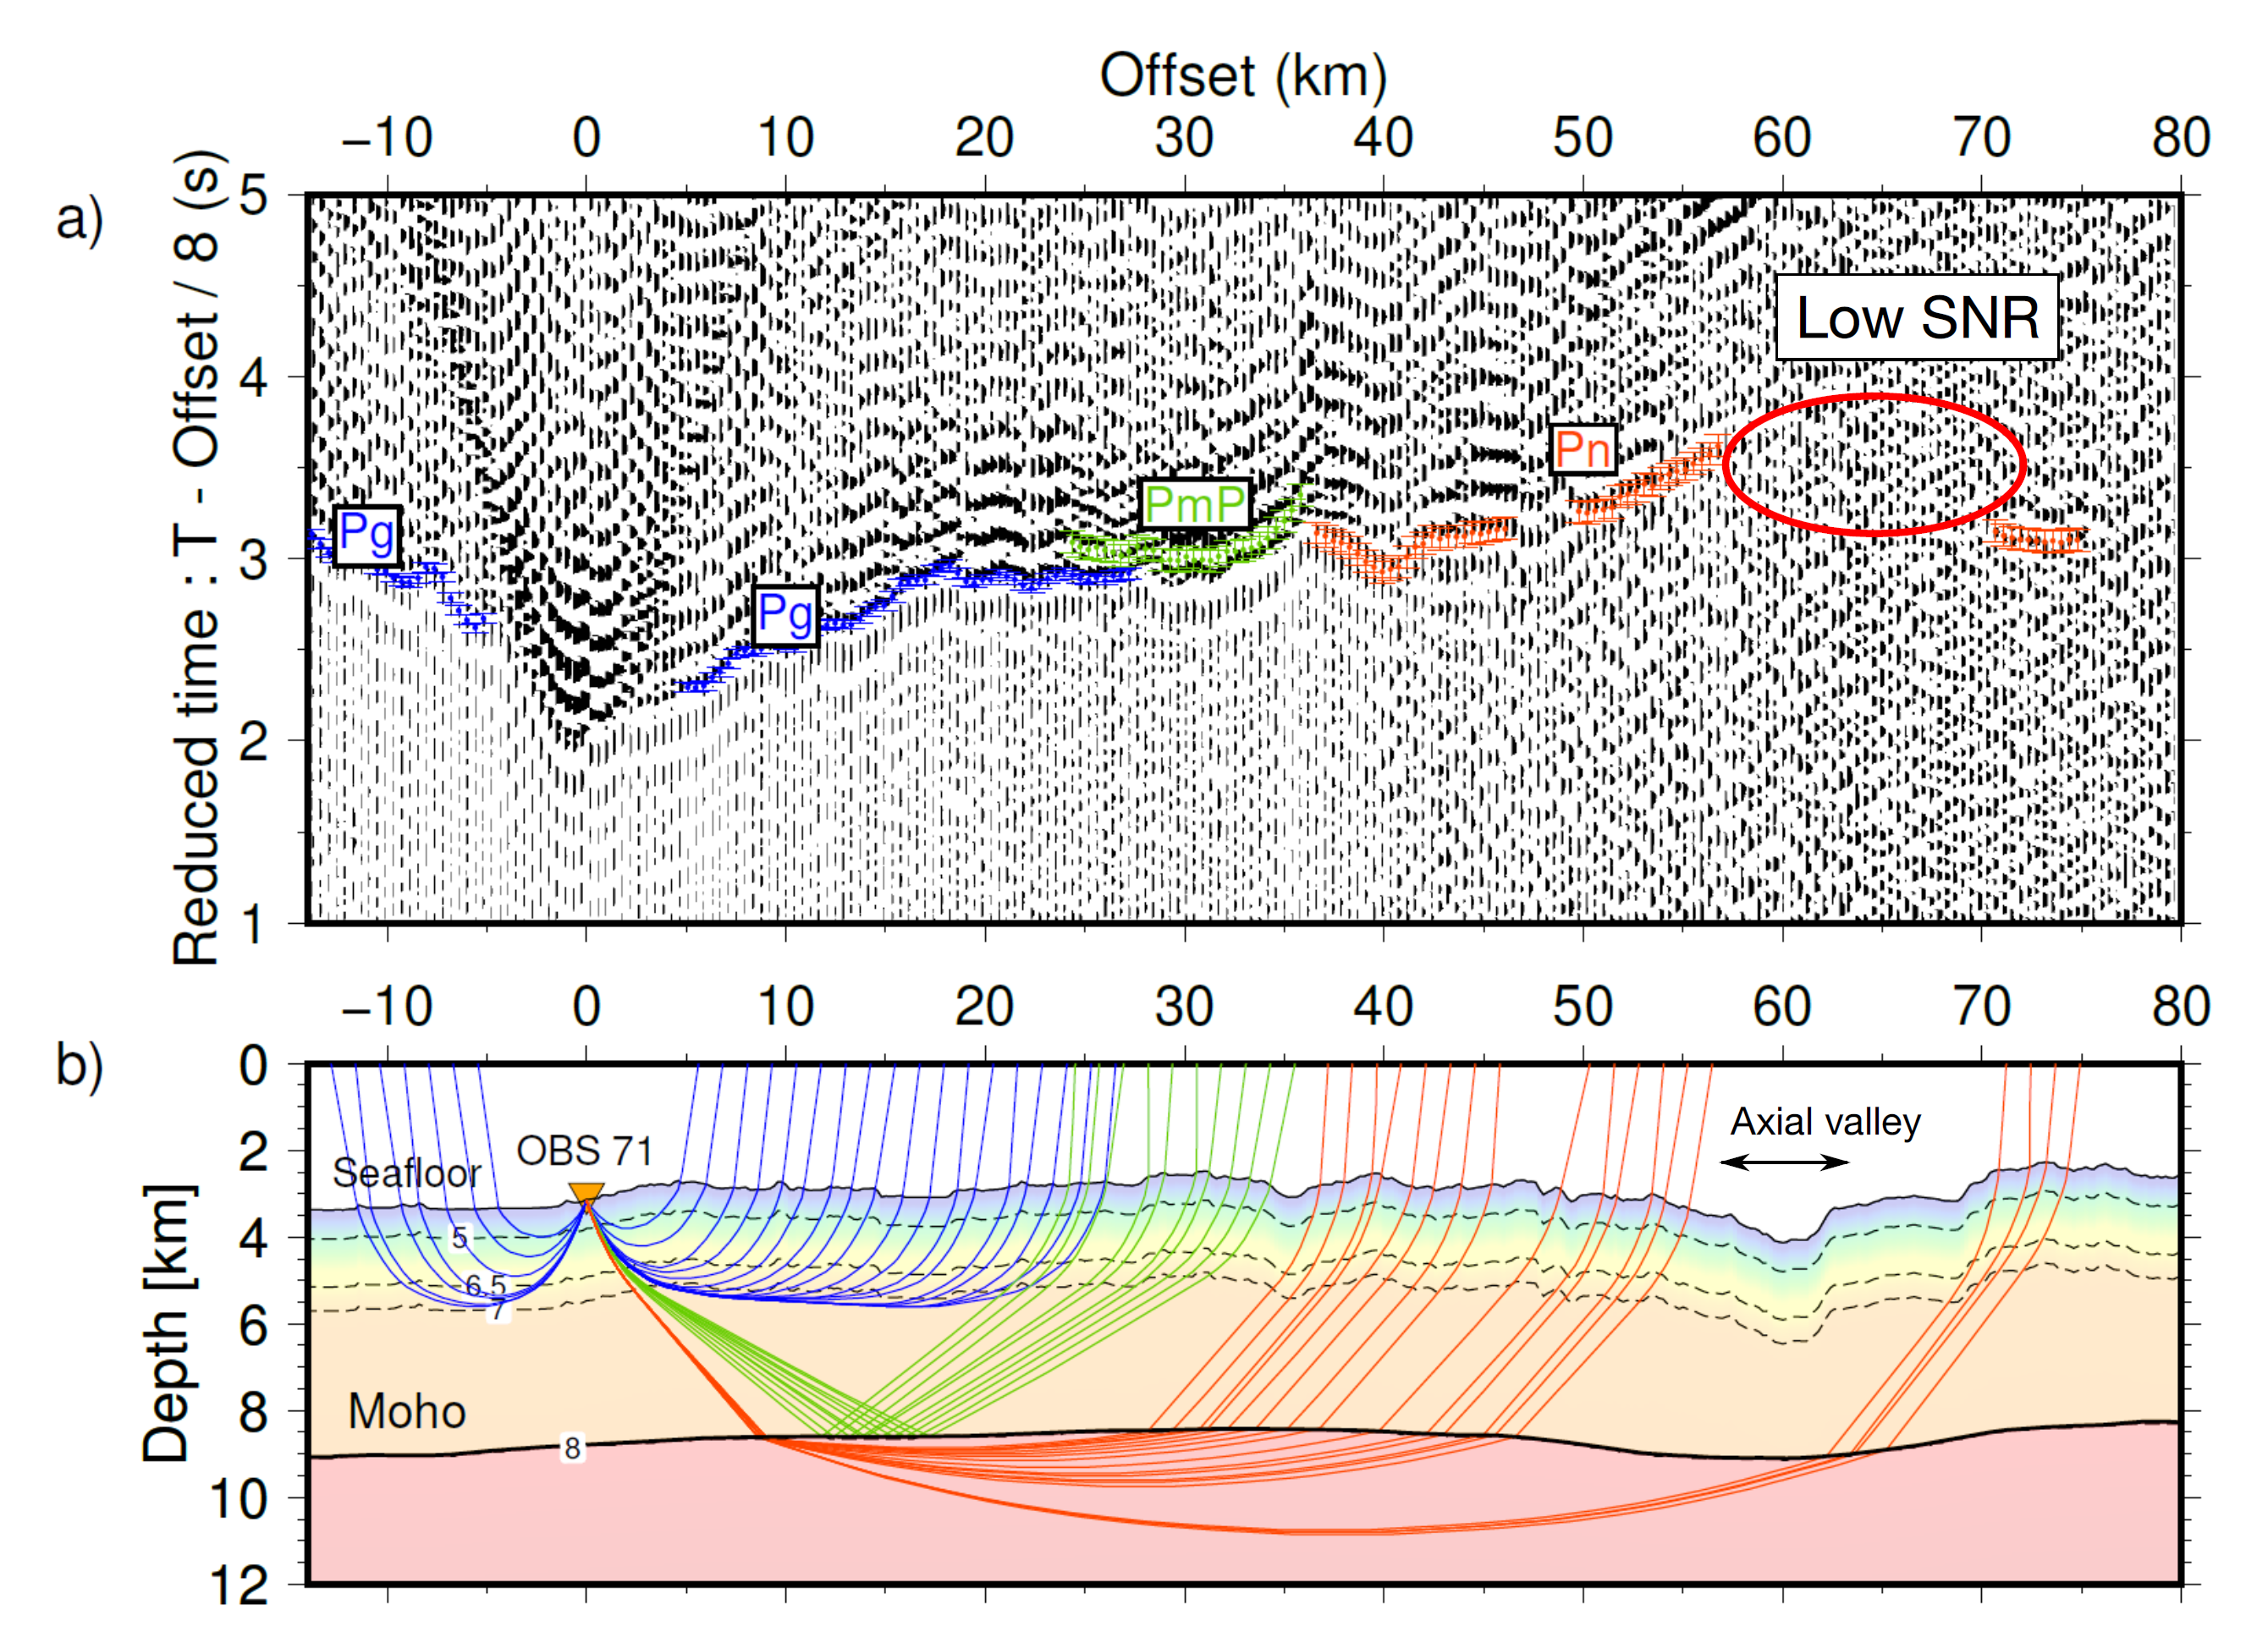 Offset (km)
−10 0 10 20 30 40 50 60 70 80
a)
Reduced time : T - Offset / 8 (s)
5
4
3
2
1
Low SNR
Pn
PmP
Pg
Pg
−10 0 10 20 30 40 50 60 70 80
b)
Depth [km]
0
2
4
6
8
10
12
Axial valley
OBS 71
Seafloor
5
6.5
7
Moho
8